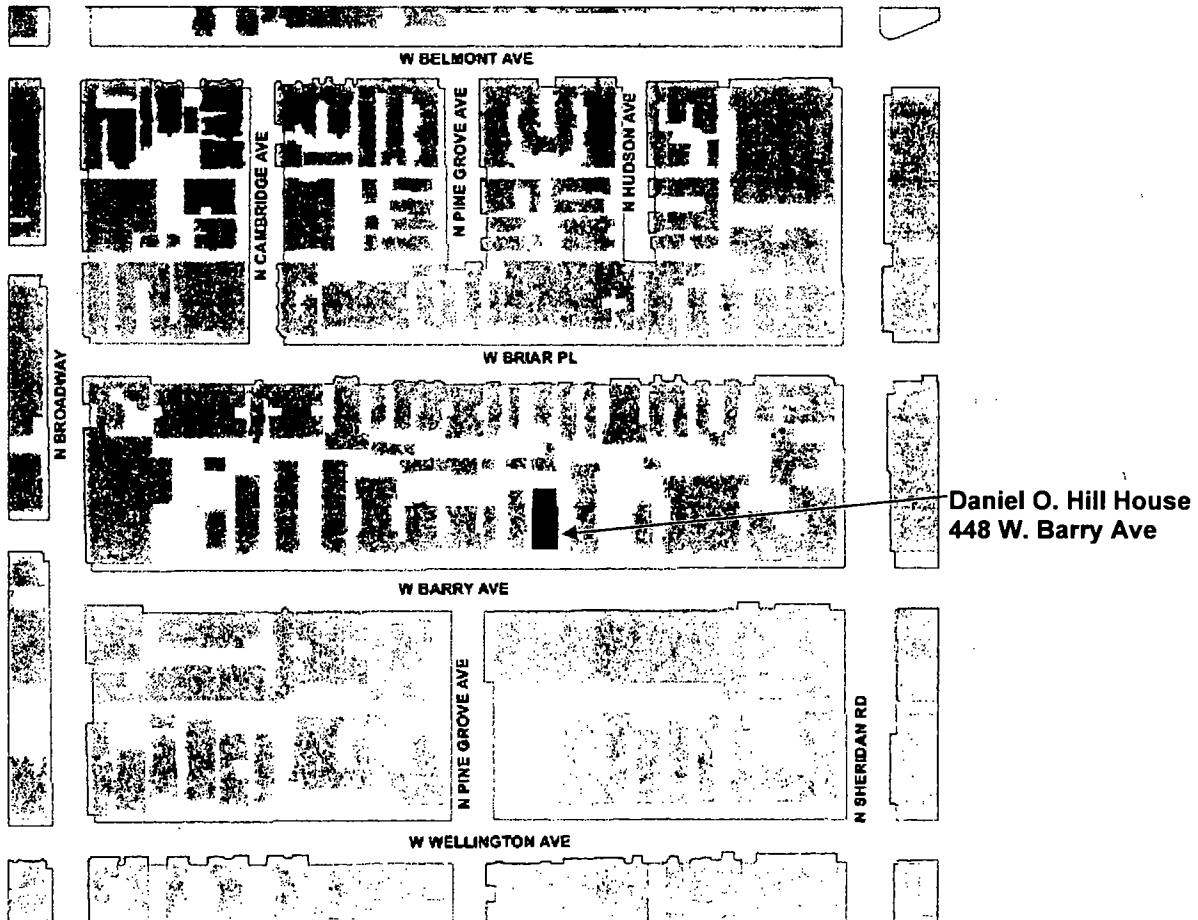 W BELMONT AVE
N CAMBRIDGE AVE
N PINE GROVE AVE
N HUDSON AVE
N BROADWAY
W BRIAR PL
Daniel O. Hill House
448 W. Barry Ave
W BARRY AVE
N PINE GROVE AVE
N SHERIDAN RD
W WELLINGTON AVE